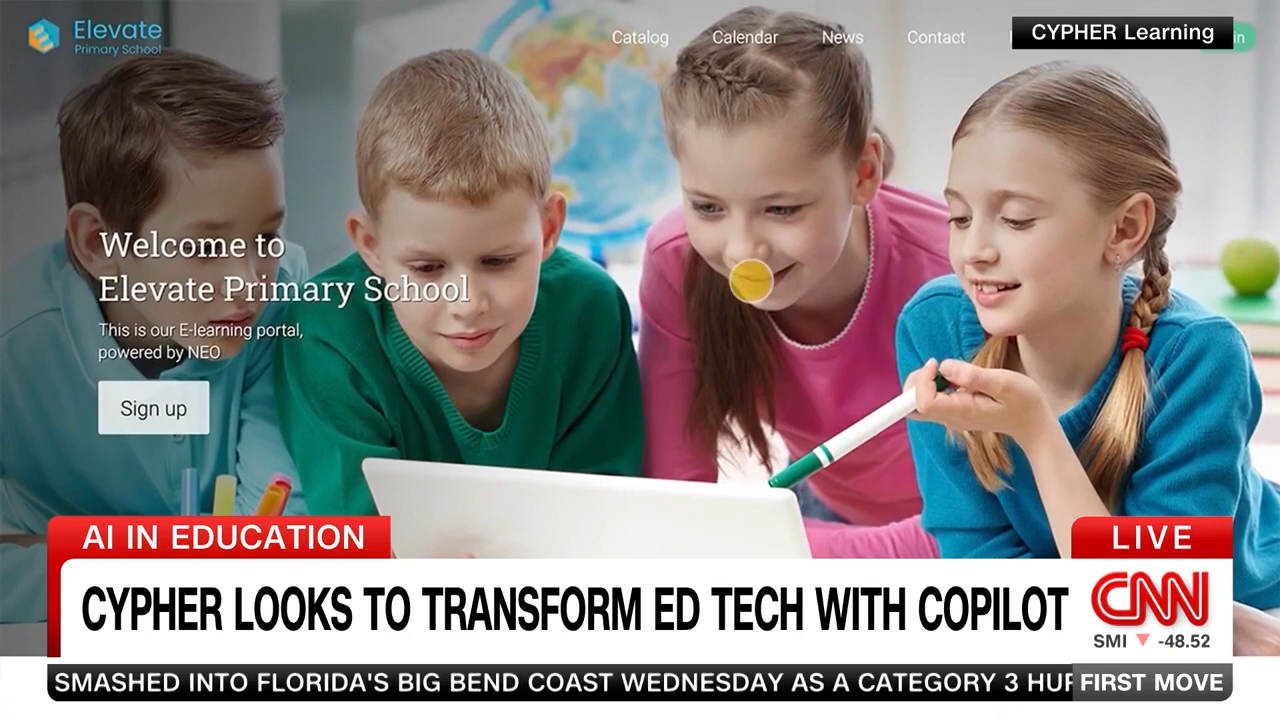 Elevate
Primary School
Catalog
Calendar
News
Contact
CYPHER Learning
Welcome to
Elevate Primary School
This is our E-learning portal,
powered by NEO
Sign up
AI IN EDUCATION
LIVE
CYPHER LOOKS TO TRANSFORM ED TECH WITH COPILOT
CNN
SMI -48.52
SMASHED INTO FLORIDA'S BIG BEND COAST WEDNESDAY AS A CATEGORY 3
FIRST MOVE